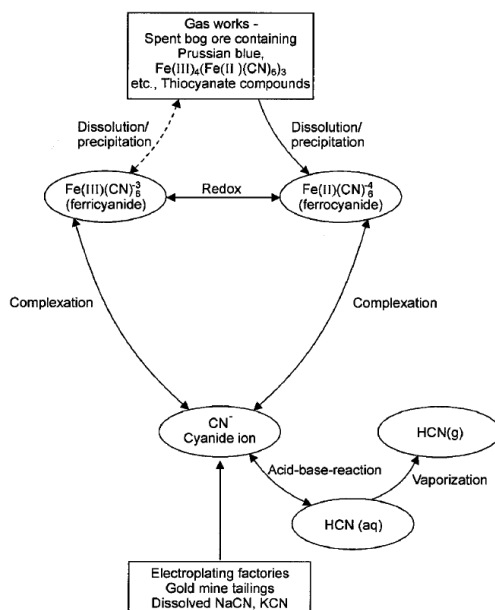 Gas works -
Spent bog ore containing
Prussian blue,
Fe(III)₄(Fe(II)(CN)₆)₃
etc., Thiocyanate compounds
Dissolution/
precipitation
Dissolution/
precipitation
Fe(III)(CN)₆⁻³
(ferricyanide)
Redox
Fe(II)(CN)₆⁻⁴
(ferrocyanide)
Complexation
Complexation
CN⁻
Cyanide ion
HCN(g)
Acid-base-reaction
Vaporization
HCN (aq)
Electroplating factories
Gold mine tailings
Dissolved NaCN, KCN